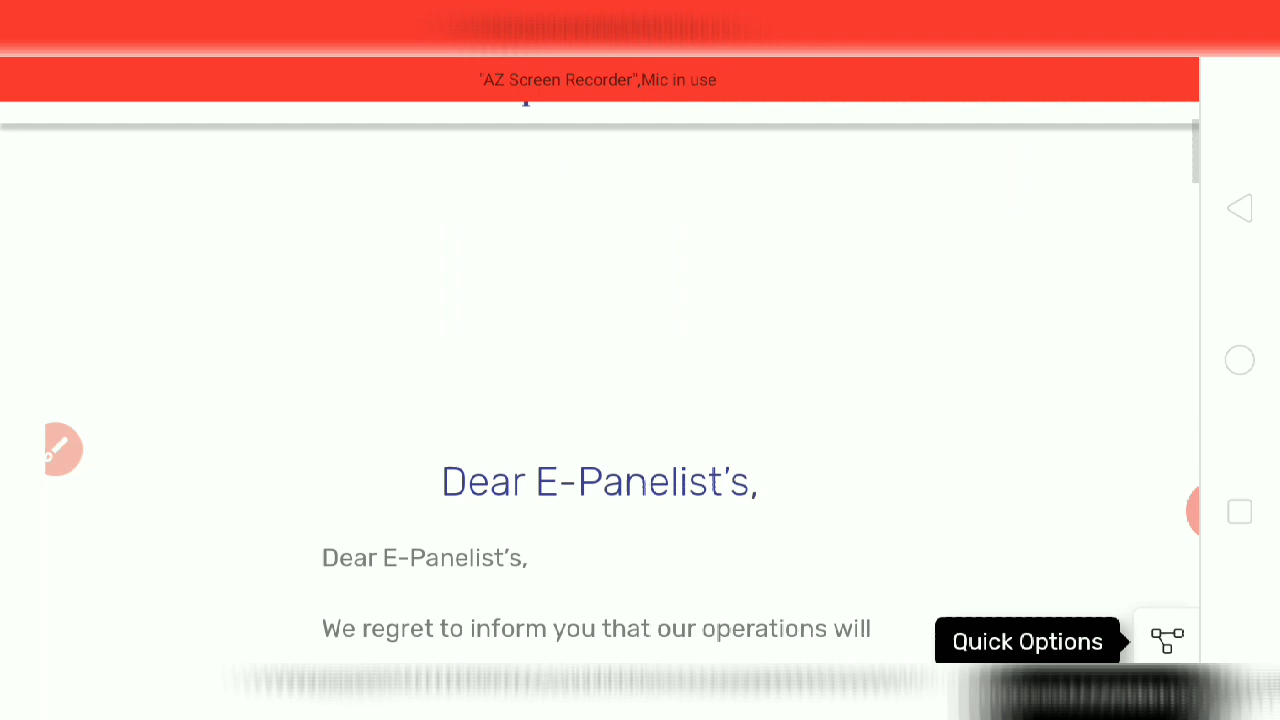 "AZ Screen Recorder",Mic in use
Dear E-Panelist's,
Dear E-Panelist's,
We regret to inform you that our operations will
Quick Options